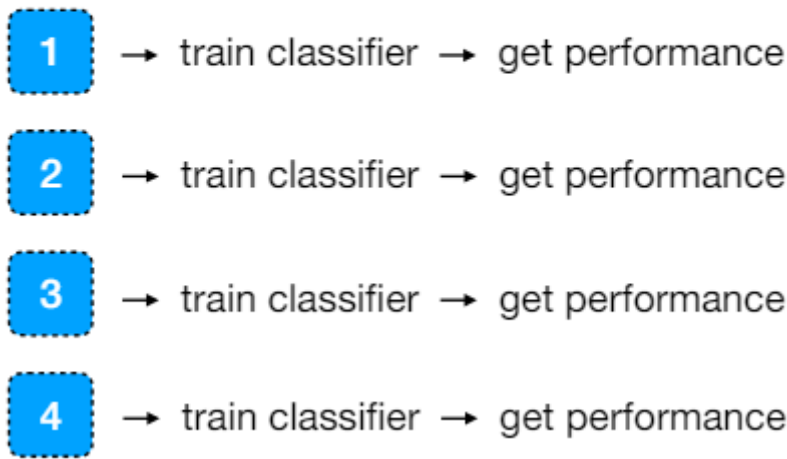 1 → train classifier → get performance
2 → train classifier → get performance
3 → train classifier → get performance
4 → train classifier → get performance